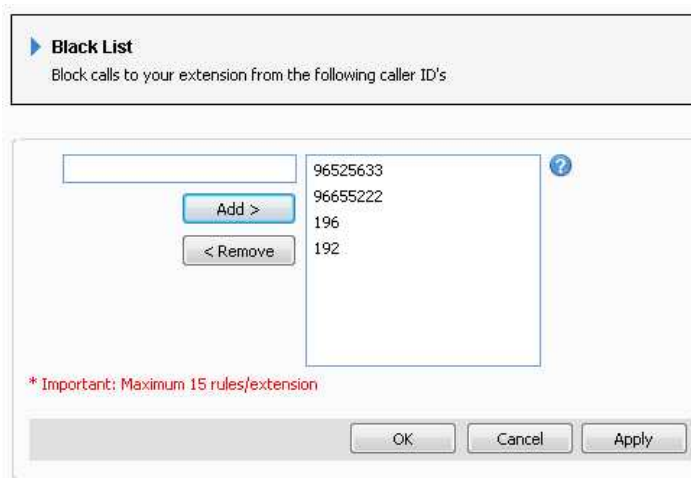 Black List
Block calls to your extension from the following caller ID's
96525633
96655222
196
192
Add >
< Remove
* Important: Maximum 15 rules/extension
OK
Cancel
Apply